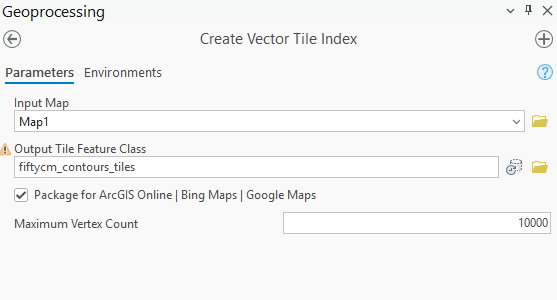 Geoprocessing
Create Vector Tile Index
Parameters Environments
Input Map
Map1
Output Tile Feature Class
fiftycm_contours_tiles
Package for ArcGIS Online | Bing Maps | Google Maps
Maximum Vertex Count 10000